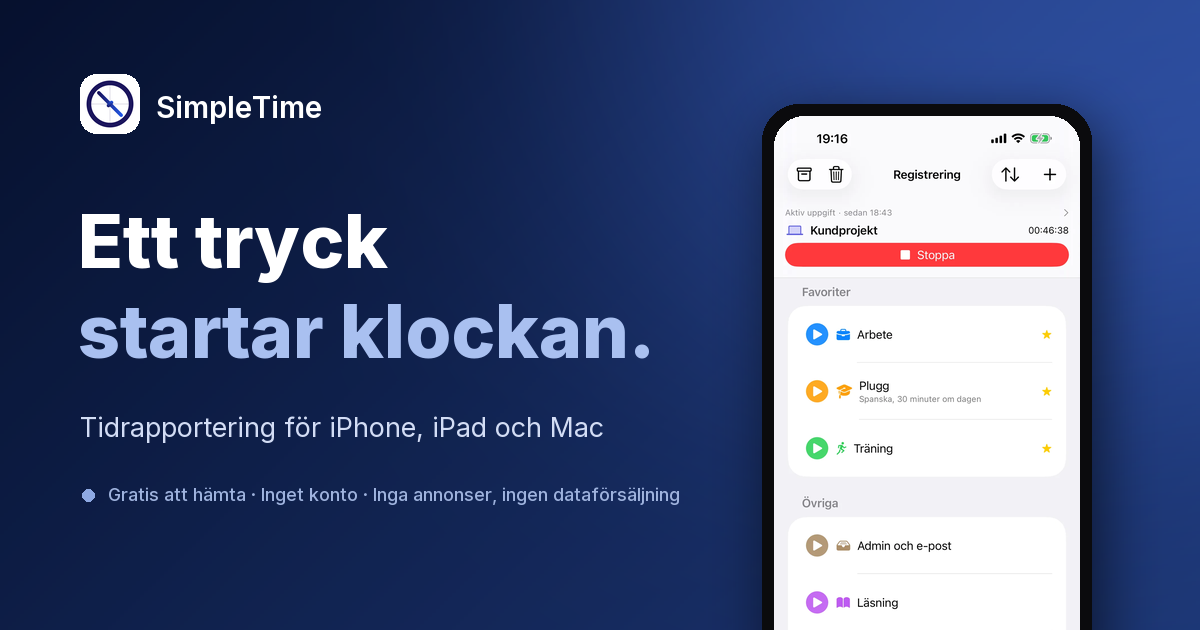 SimpleTime
Ett tryck
startar klockan.
Tidrapportering för iPhone, iPad och Mac
Gratis att hämta · Inget konto · Inga annonser, ingen dataförsäljning
19:16
Registrering
Aktiv uppgift · sedan 18:43
Kundprojekt 00:46:38
Stoppa
Favoriter
Arbete
Plugg
Spanska, 30 minuter om dagen
Träning
Övriga
Admin och e-post
Läsning